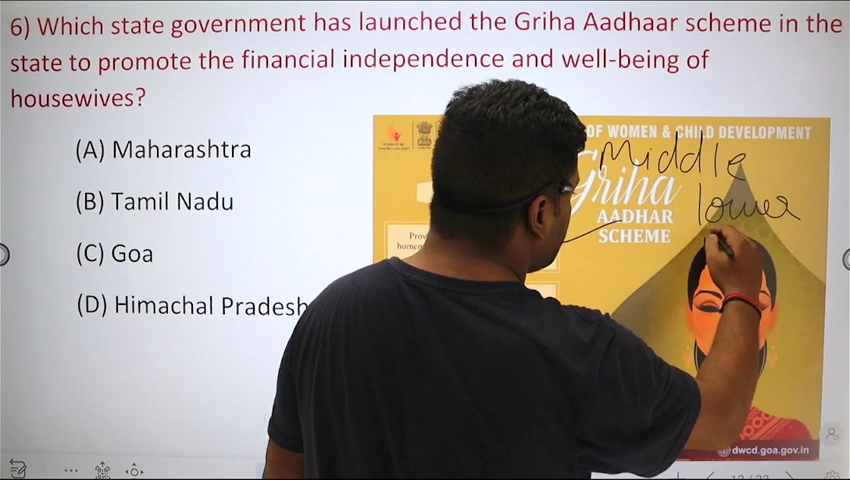 6) Which state government has launched the Griha Aadhaar scheme in the
state to promote the financial independence and well-being of
housewives?
(A) Maharashtra
(B) Tamil Nadu
(C) Goa
(D) Himachal Pradesh
OF WOMEN & CHILD DEVELOPMENT
Middle
Griha
lower
AADHAR
SCHEME
dwcd.goa.gov.in